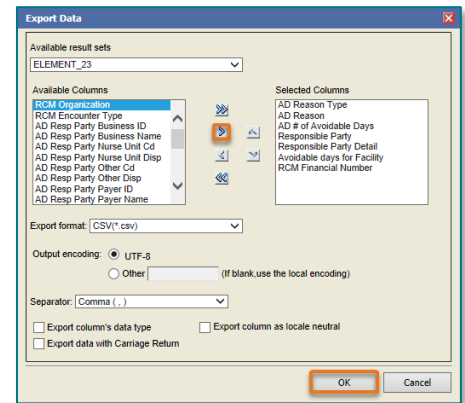 Export Data
Available result sets
ELEMENT_23
Available Columns
RCM Organization
RCM Encounter Type
AD Resp Party Business ID
AD Resp Party Business Name
AD Resp Party Nurse Unit Cd
AD Resp Party Nurse Unit Disp
AD Resp Party Other Cd
AD Resp Party Other Disp
AD Resp Party Payer ID
AD Resp Party Payer Name
Selected Columns
AD Reason Type
AD Reason
AD # of Avoidable Days
Responsible Party
Responsible Party Detail
Avoidable days for Facility
RCM Financial Number
Export format: CSV(*.csv)
Output encoding: UTF-8
Other (If blank,use the local encoding)
Separator: Comma ( , )
Export column's data type Export column as locale neutral
Export data with Carriage Return
OK Cancel